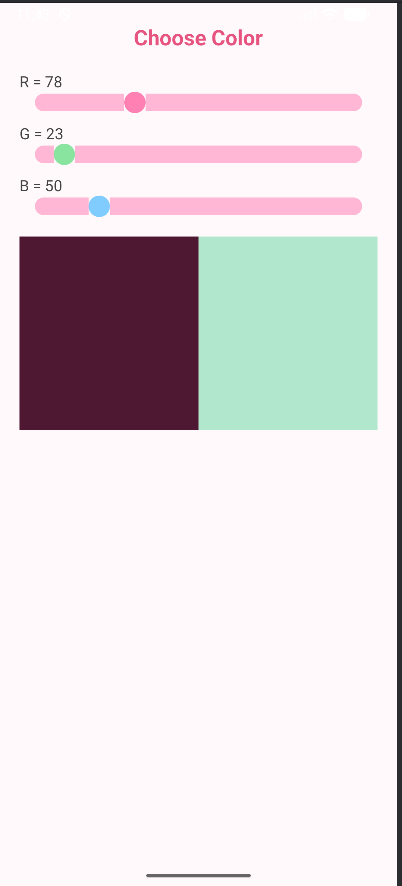 Choose Color
R = 78
G = 23
B = 50